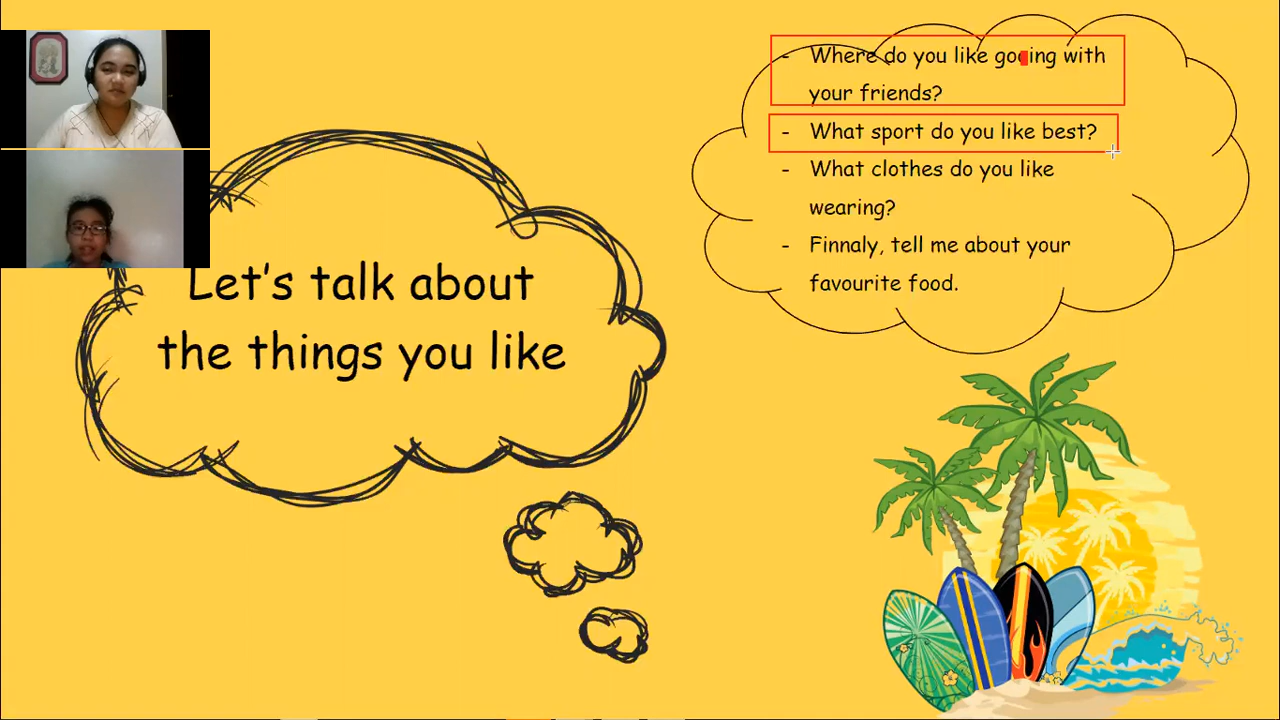 - Where do you like gooing with
your friends?
- What sport do you like best?
- What clothes do you like
wearing?
- Finnaly, tell me about your
favourite food.
Let's talk about
the things you like